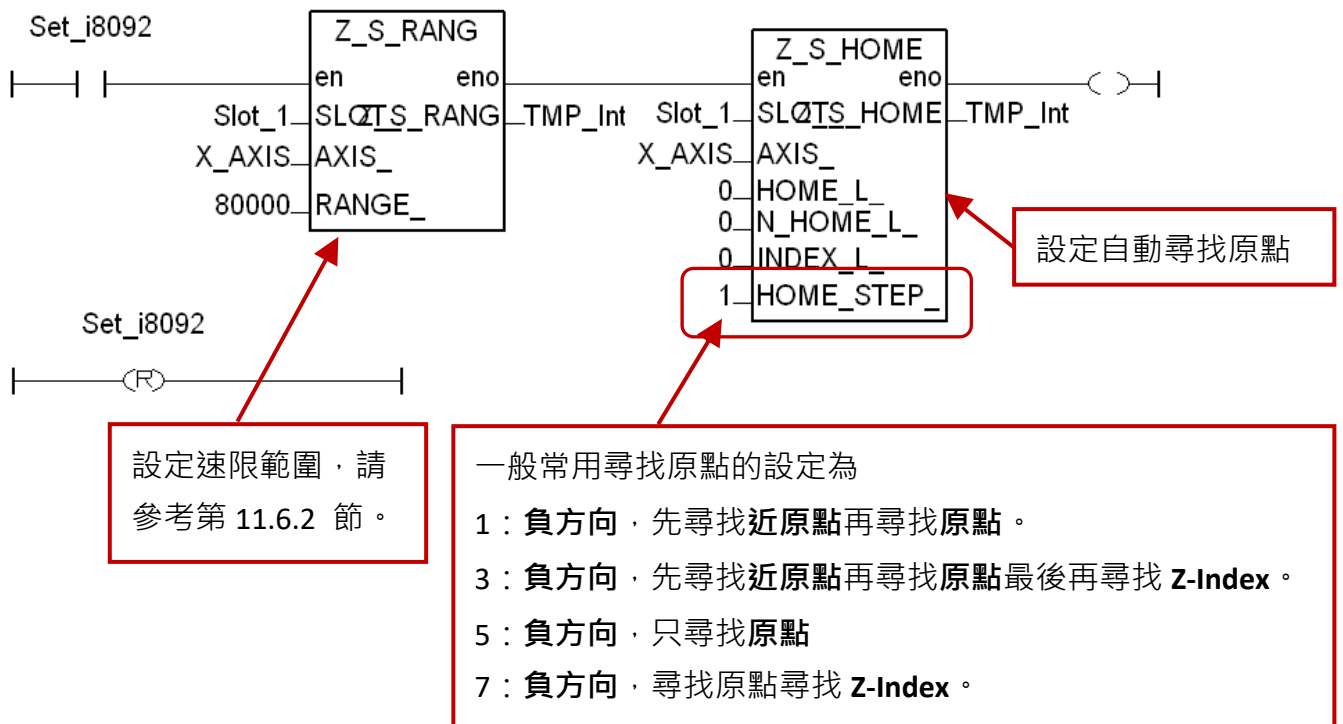 Set_i8092
Z_S_RANG
en eno
Slot_1 SLOT_ Z_S_RANG TMP_Int
X_AXIS AXIS_
80000 RANGE_
Z_S_HOME
en eno
Slot_1 SLOT_ Z_S_HOME TMP_Int
X_AXIS AXIS_
0 HOME_L_
0 N_HOME_L_
0 INDEX_L_
1 HOME_STEP_
設定自動尋找原點
Set_i8092
(R)
設定速限範圍，請
參考第 11.6.2 節。
一般常用尋找原點的設定為
1：負方向，先尋找近原點再尋找原點。
3：負方向，先尋找近原點再尋找原點最後再尋找 Z-Index。
5：負方向，只尋找原點
7：負方向，尋找原點尋找 Z-Index。